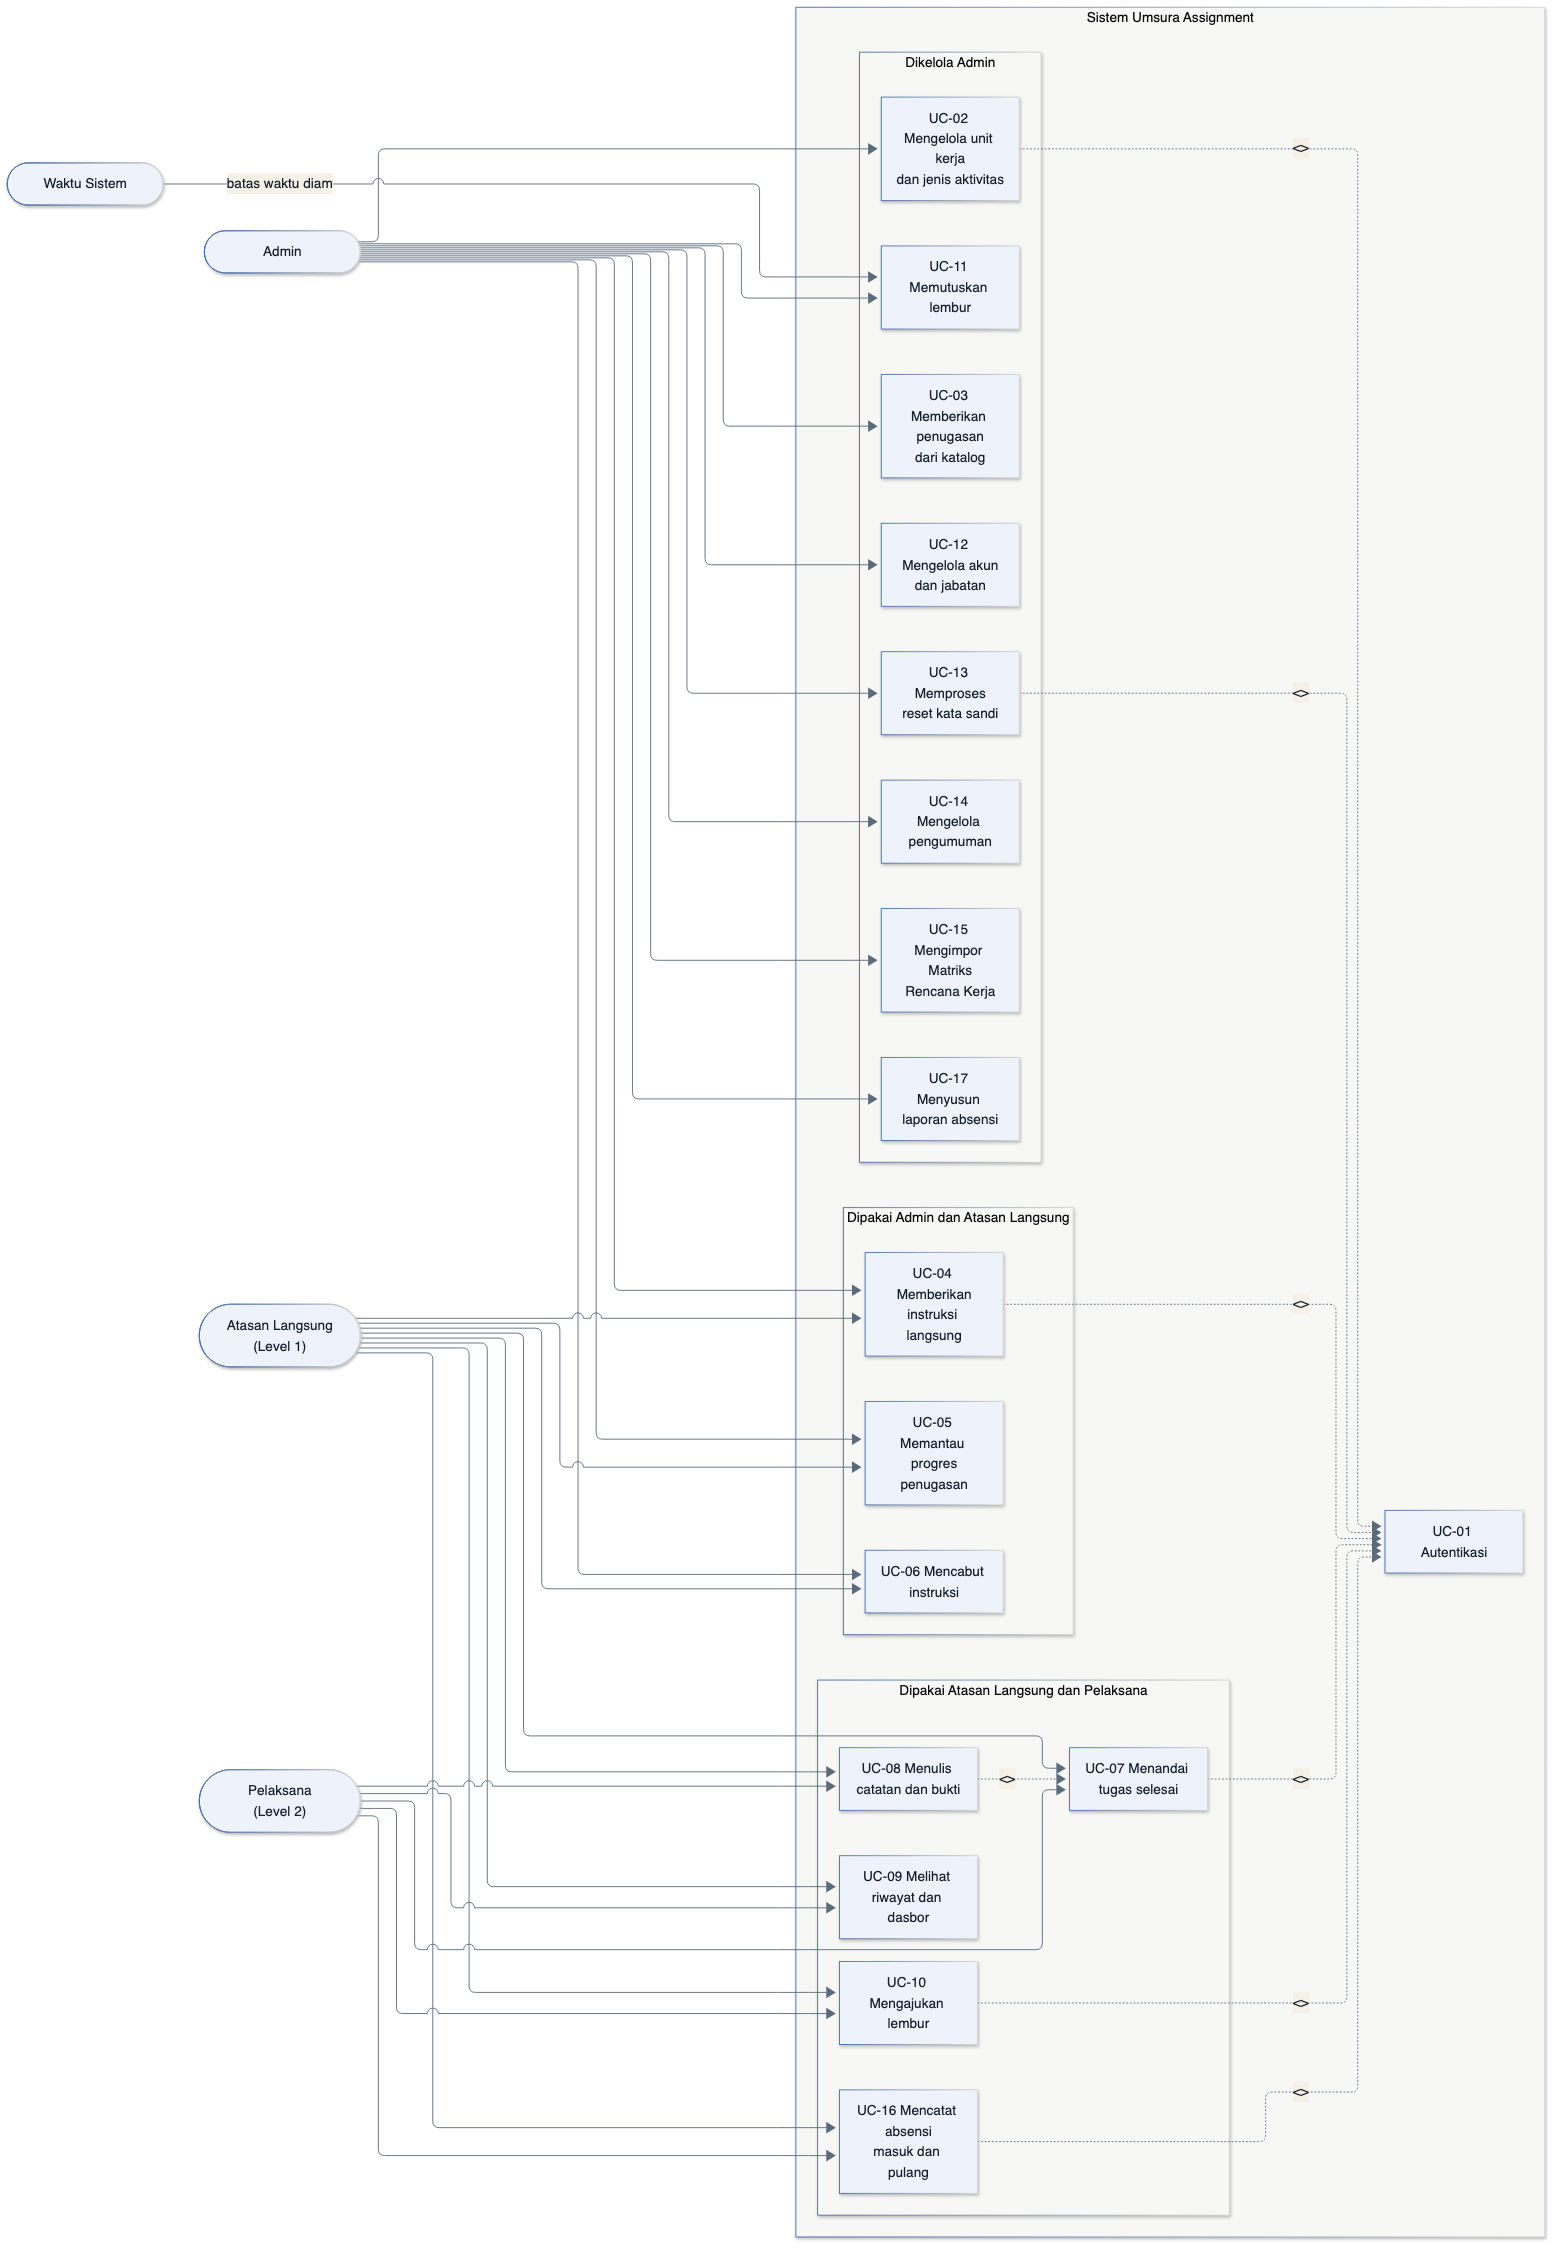 Sistem Umsura Assignment
Dikelola Admin
UC-02
Mengelola unit
kerja
dan jenis aktivitas
<>
Waktu Sistem
batas waktu diam
Admin
UC-11
Memutuskan
lembur
UC-03
Memberikan
penugasan
dari katalog
UC-12
Mengelola akun
dan jabatan
UC-13
Memproses
reset kata sandi
<>
UC-14
Mengelola
pengumuman
UC-15
Mengimpor
Matriks
Rencana Kerja
UC-17
Menyusun
laporan absensi
Dipakai Admin dan Atasan Langsung
UC-04
Memberikan
instruksi
langsung
<>
Atasan Langsung
(Level 1)
UC-05
Memantau
progres
penugasan
UC-01
Autentikasi
UC-06 Mencabut
instruksi
Dipakai Atasan Langsung dan Pelaksana
Pelaksana
(Level 2)
UC-08 Menulis
catatan dan bukti
<>
UC-07 Menandai
tugas selesai
<>
UC-09 Melihat
riwayat dan
dasbor
UC-10
Mengajukan
lembur
<>
UC-16 Mencatat
absensi
masuk dan
pulang
<>